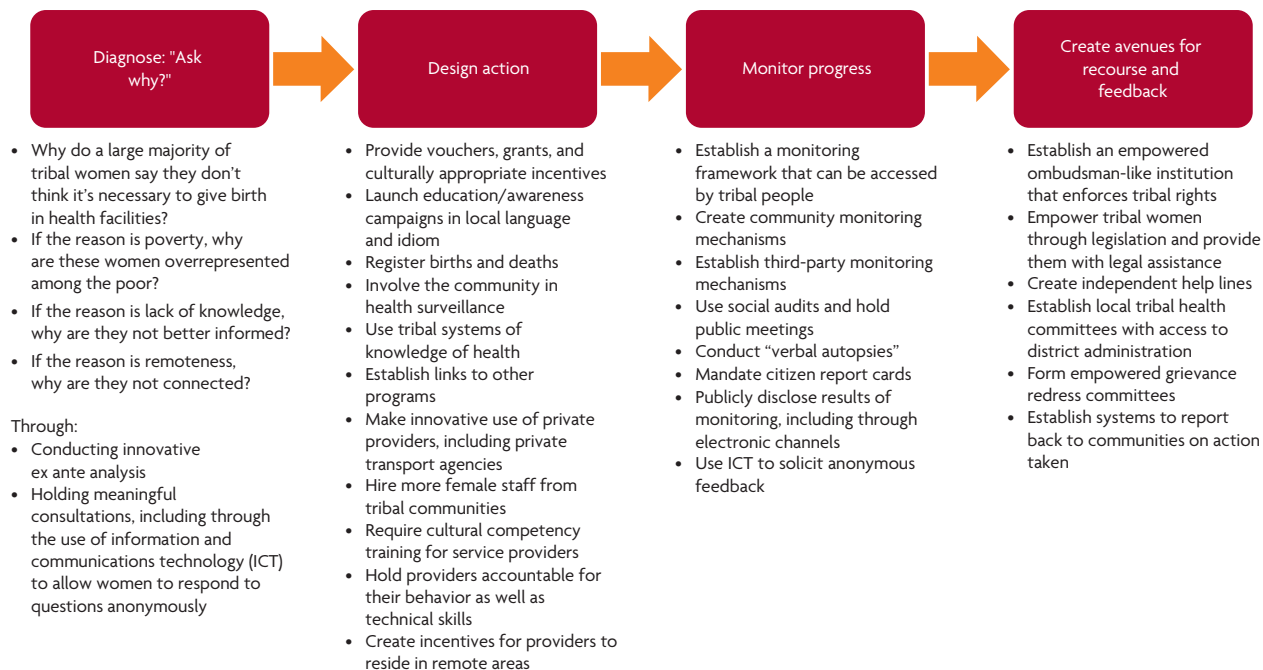 Diagnose: "Ask
why?"
Design action
Monitor progress
Create avenues for
recourse and
feedback
• Why do a large majority of
tribal women say they don't
think it's necessary to give birth
in health facilities?
• If the reason is poverty, why
are these women overrepresented
among the poor?
• If the reason is lack of knowledge,
why are they not better informed?
• If the reason is remoteness,
why are they not connected?
Through:
• Conducting innovative
ex ante analysis
• Holding meaningful
consultations, including through
the use of information and
communications technology (ICT)
to allow women to respond to
questions anonymously
• Provide vouchers, grants, and
culturally appropriate incentives
• Launch education/awareness
campaigns in local language
and idiom
• Register births and deaths
• Involve the community in
health surveillance
• Use tribal systems of
knowledge of health
• Establish links to other
programs
• Make innovative use of private
providers, including private
transport agencies
• Hire more female staff from
tribal communities
• Require cultural competency
training for service providers
• Hold providers accountable for
their behavior as well as
technical skills
• Create incentives for providers to
reside in remote areas
• Establish a monitoring
framework that can be accessed
by tribal people
• Create community monitoring
mechanisms
• Establish third-party monitoring
mechanisms
• Use social audits and hold
public meetings
• Conduct “verbal autopsies”
• Mandate citizen report cards
• Publicly disclose results of
monitoring, including through
electronic channels
• Use ICT to solicit anonymous
feedback
• Establish an empowered
ombudsman-like institution
that enforces tribal rights
• Empower tribal women
through legislation and provide
them with legal assistance
• Create independent help lines
• Establish local tribal health
committees with access to
district administration
• Form empowered grievance
redress committees
• Establish systems to report
back to communities on action
taken